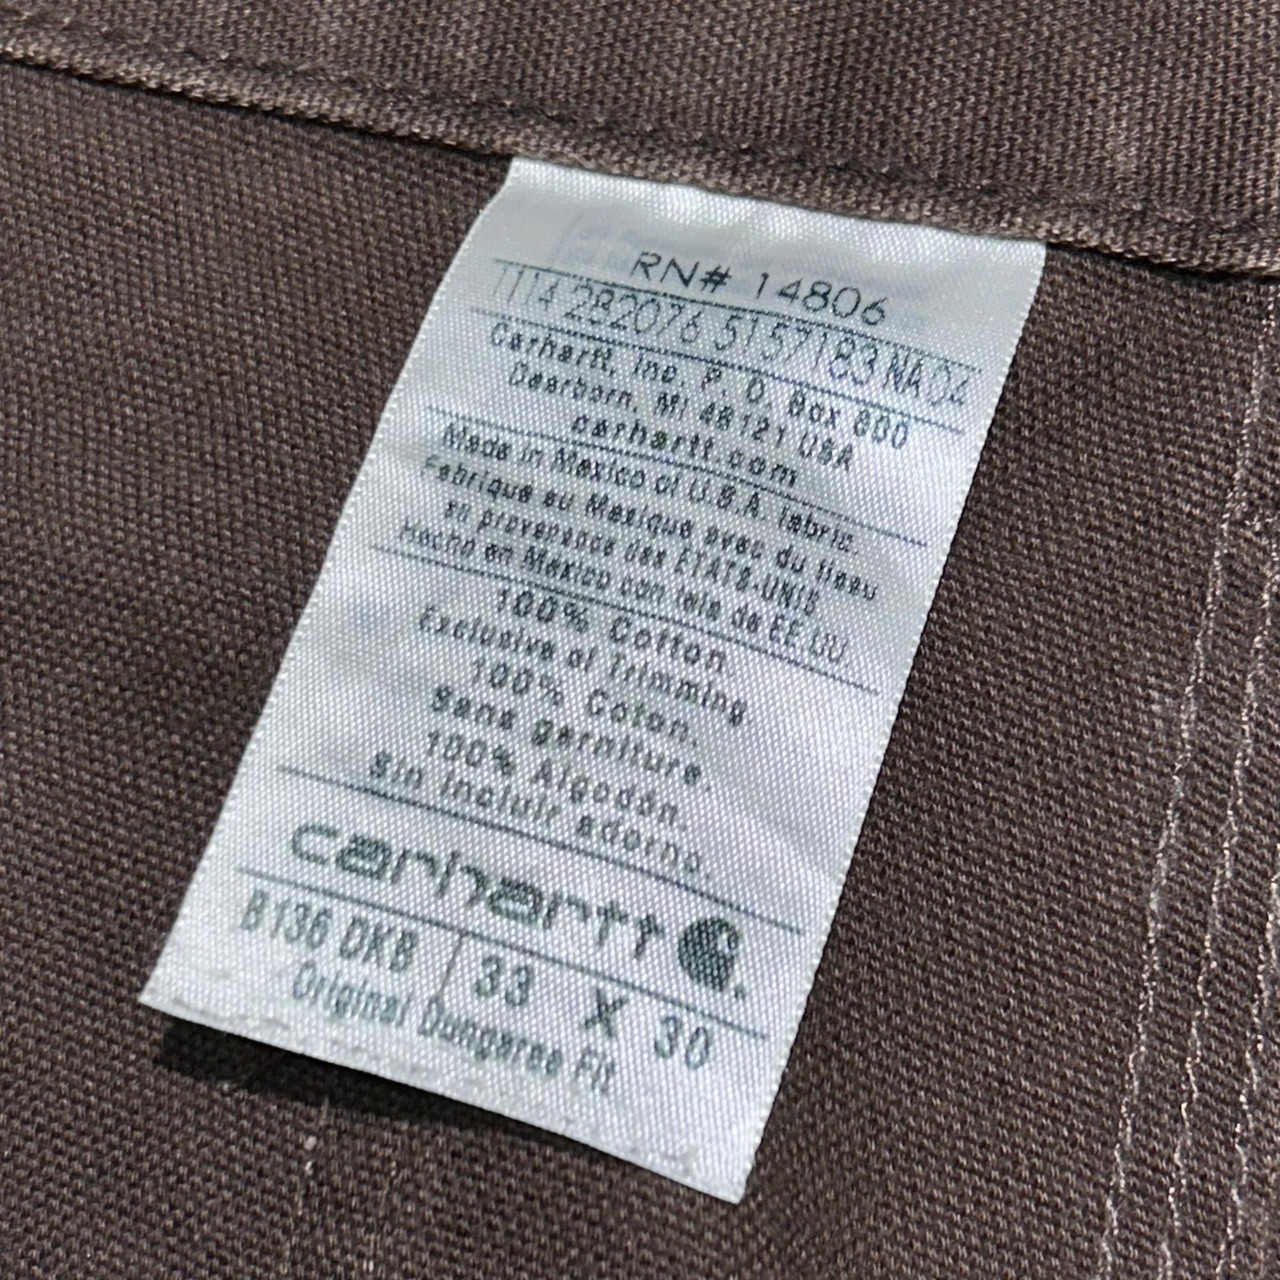 RN# 14806
1114 282076 5157183 NA04
Carhartt, Inc. P. O. Box 600
Dearborn, MI 48121 USA
carhartt.com
Made in Mexico of U.S.A. fabric.
Fabrique au Mexique avec du tissu
en provenance des ETATS-UNIS
Hecho en Mexico con tela de EE.UU.
100% Cotton.
Exclusive of Trimming.
100% Coton.
Sans garniture.
100% Algodón.
Sin incluir adorno.
carhartt
B136 DKB 33 X 30
Original Dungaree Fit